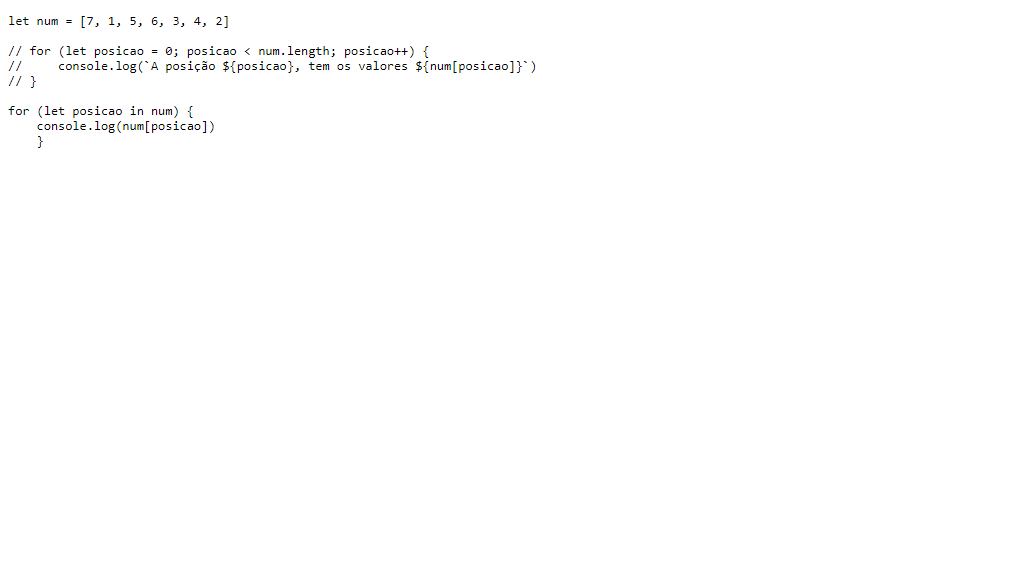 let num = [7, 1, 5, 6, 3, 4, 2]
// for (let posicao = 0; posicao < num.length; posicao++) {
//     console.log(`A posição ${posicao}, tem os valores ${num[posicao]}`)
// }
for (let posicao in num) {
    console.log(num[posicao])
    }